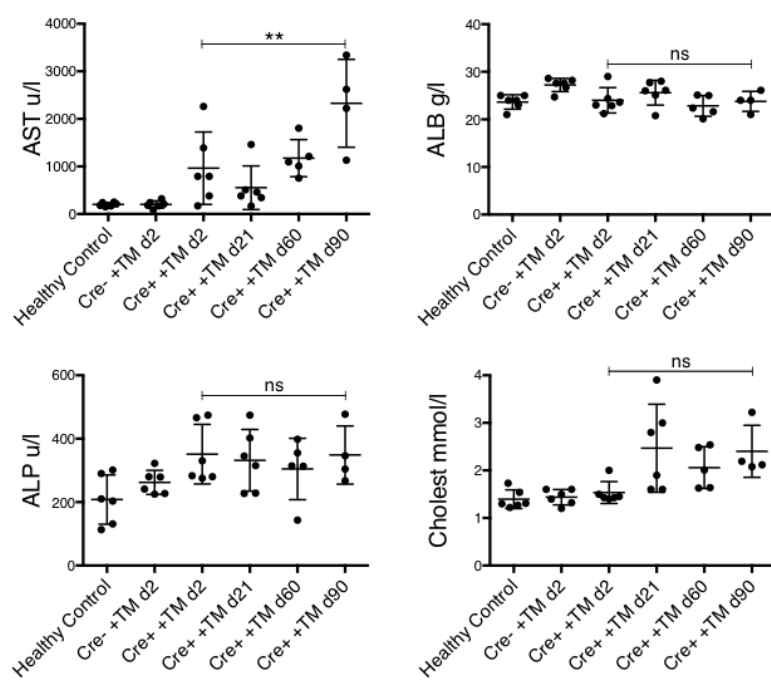 **
AST u/l
4000
3000
2000
1000
0
Healthy Control
Cre- +TM d2
Cre+ +TM d2
Cre+ +TM d21
Cre+ +TM d60
Cre+ +TM d90
ns
ALB g/l
40
30
20
10
0
Healthy Control
Cre- +TM d2
Cre+ +TM d2
Cre+ +TM d21
Cre+ +TM d60
Cre+ +TM d90
ns
ALP u/l
600
400
200
0
Healthy Control
Cre- +TM d2
Cre+ +TM d2
Cre+ +TM d21
Cre+ +TM d60
Cre+ +TM d90
ns
Cholest mmol/l
4
3
2
1
0
Healthy Control
Cre- +TM d2
Cre+ +TM d2
Cre+ +TM d21
Cre+ +TM d60
Cre+ +TM d90